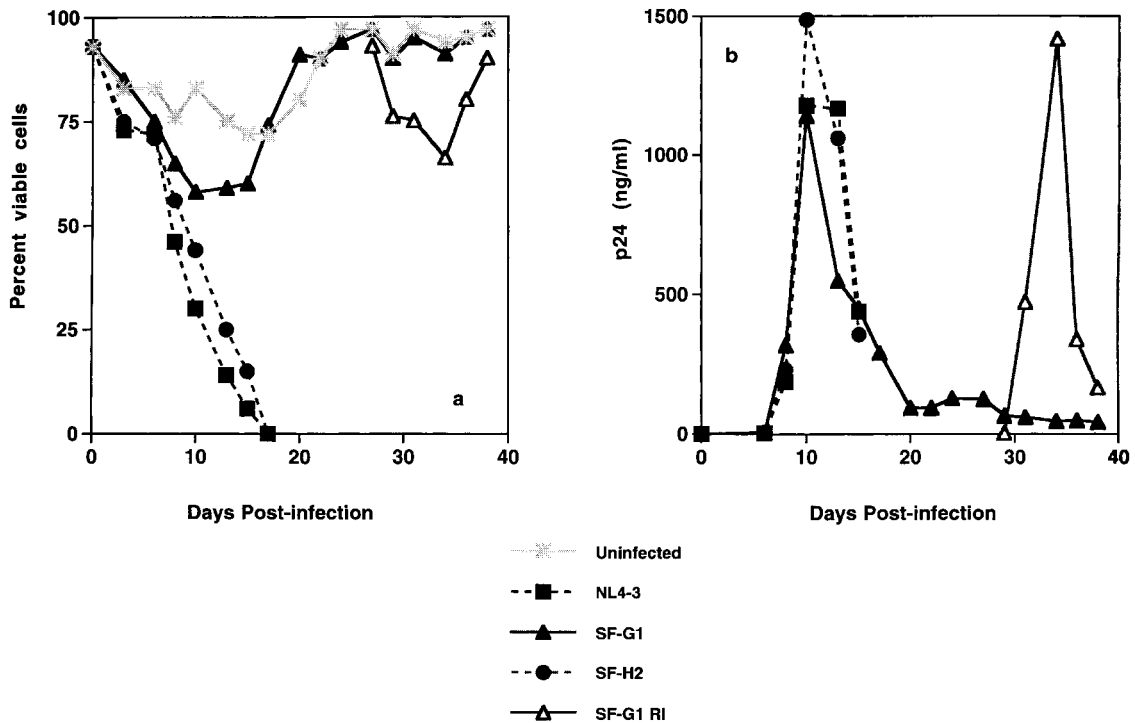 100
75
50
25
0
Percent viable cells
a
0 10 20 30 40
Days Post-infection
1500
1000
500
0
p24 (ng/ml)
b
0 10 20 30 40
Days Post-infection
Uninfected
NL4-3
SF-G1
SF-H2
SF-G1 RI